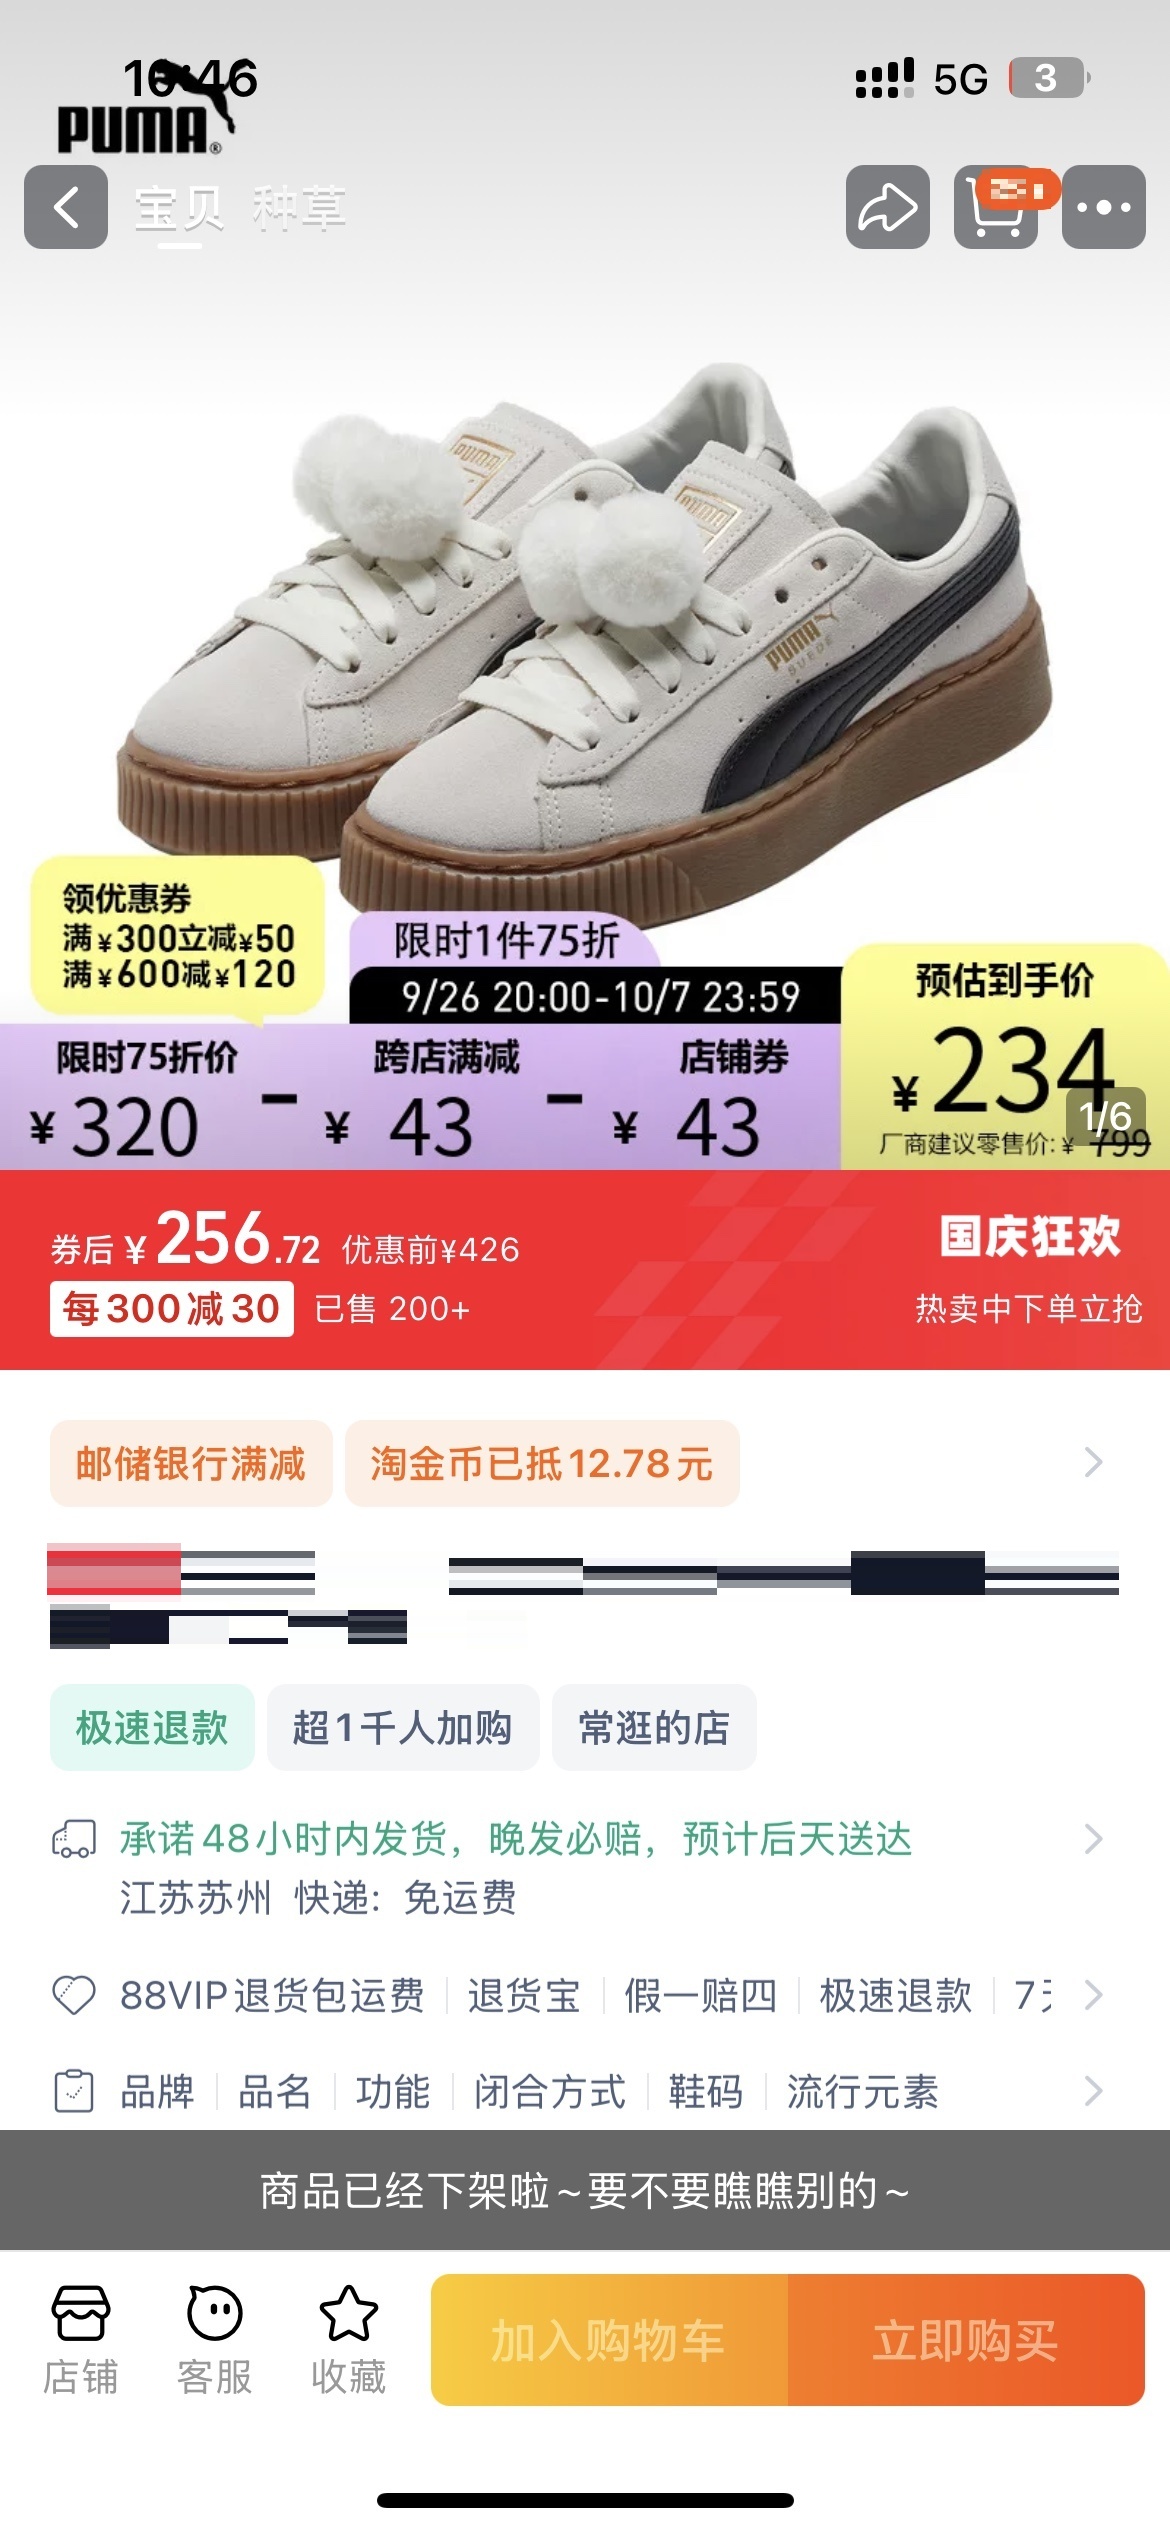 PUMA®
5G 3
宝贝 种草
PUMA
PUMA
PUMA
SUEDE
领优惠券
满¥300立减¥50
满¥600减¥120
限时1件75折
9/26 20:00-10/7 23:59
限时75折价
¥320
-
跨店满减
¥ 43
-
店铺券
¥ 43
预估到手价
¥234
厂商建议零售价:¥ 799
1/6
券后¥256.72 优惠前¥426
每300减30 已售 200+
国庆狂欢
热卖中下单立抢
邮储银行满减 淘金币已抵12.78元
极速退款 超1千人加购 常逛的店
承诺48小时内发货，晚发必赔，预计后天送达
江苏苏州 快递：免运费
88VIP退货包运费 退货宝 假一赔四 极速退款 7
品牌 品名 功能 闭合方式 鞋码 流行元素
商品已经下架啦~要不要瞧瞧别的~
店铺 客服 收藏 加入购物车 立即购买